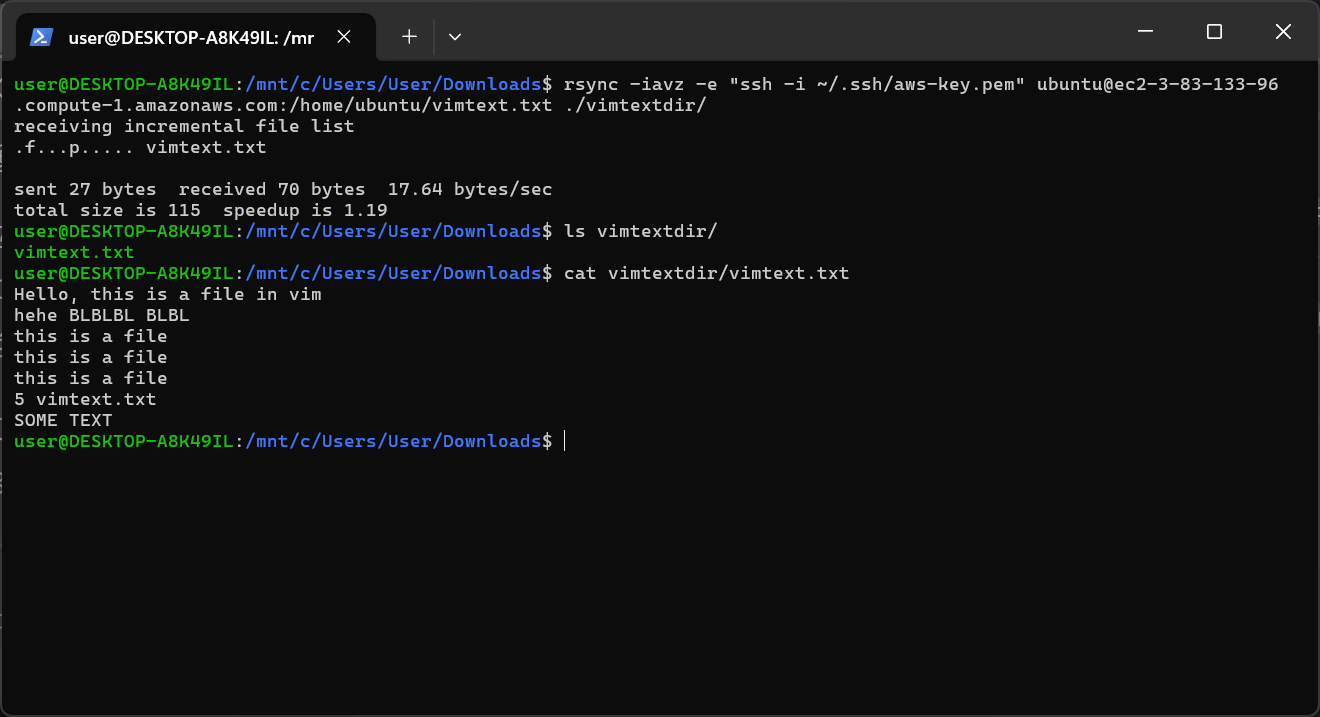 user@DESKTOP-A8K49IL: /mr
user@DESKTOP-A8K49IL:/mnt/c/Users/User/Downloads$ rsync -iavz -e "ssh -i ~/.ssh/aws-key.pem" ubuntu@ec2-3-83-133-96
.compute-1.amazonaws.com:/home/ubuntu/vimtext.txt ./vimtextdir/
receiving incremental file list
.f...p..... vimtext.txt
sent 27 bytes  received 70 bytes  17.64 bytes/sec
total size is 115  speedup is 1.19
user@DESKTOP-A8K49IL:/mnt/c/Users/User/Downloads$ ls vimtextdir/
vimtext.txt
user@DESKTOP-A8K49IL:/mnt/c/Users/User/Downloads$ cat vimtextdir/vimtext.txt
Hello, this is a file in vim
hehe BLBLBL BLBL
this is a file
this is a file
this is a file
5 vimtext.txt
SOME TEXT
user@DESKTOP-A8K49IL:/mnt/c/Users/User/Downloads$